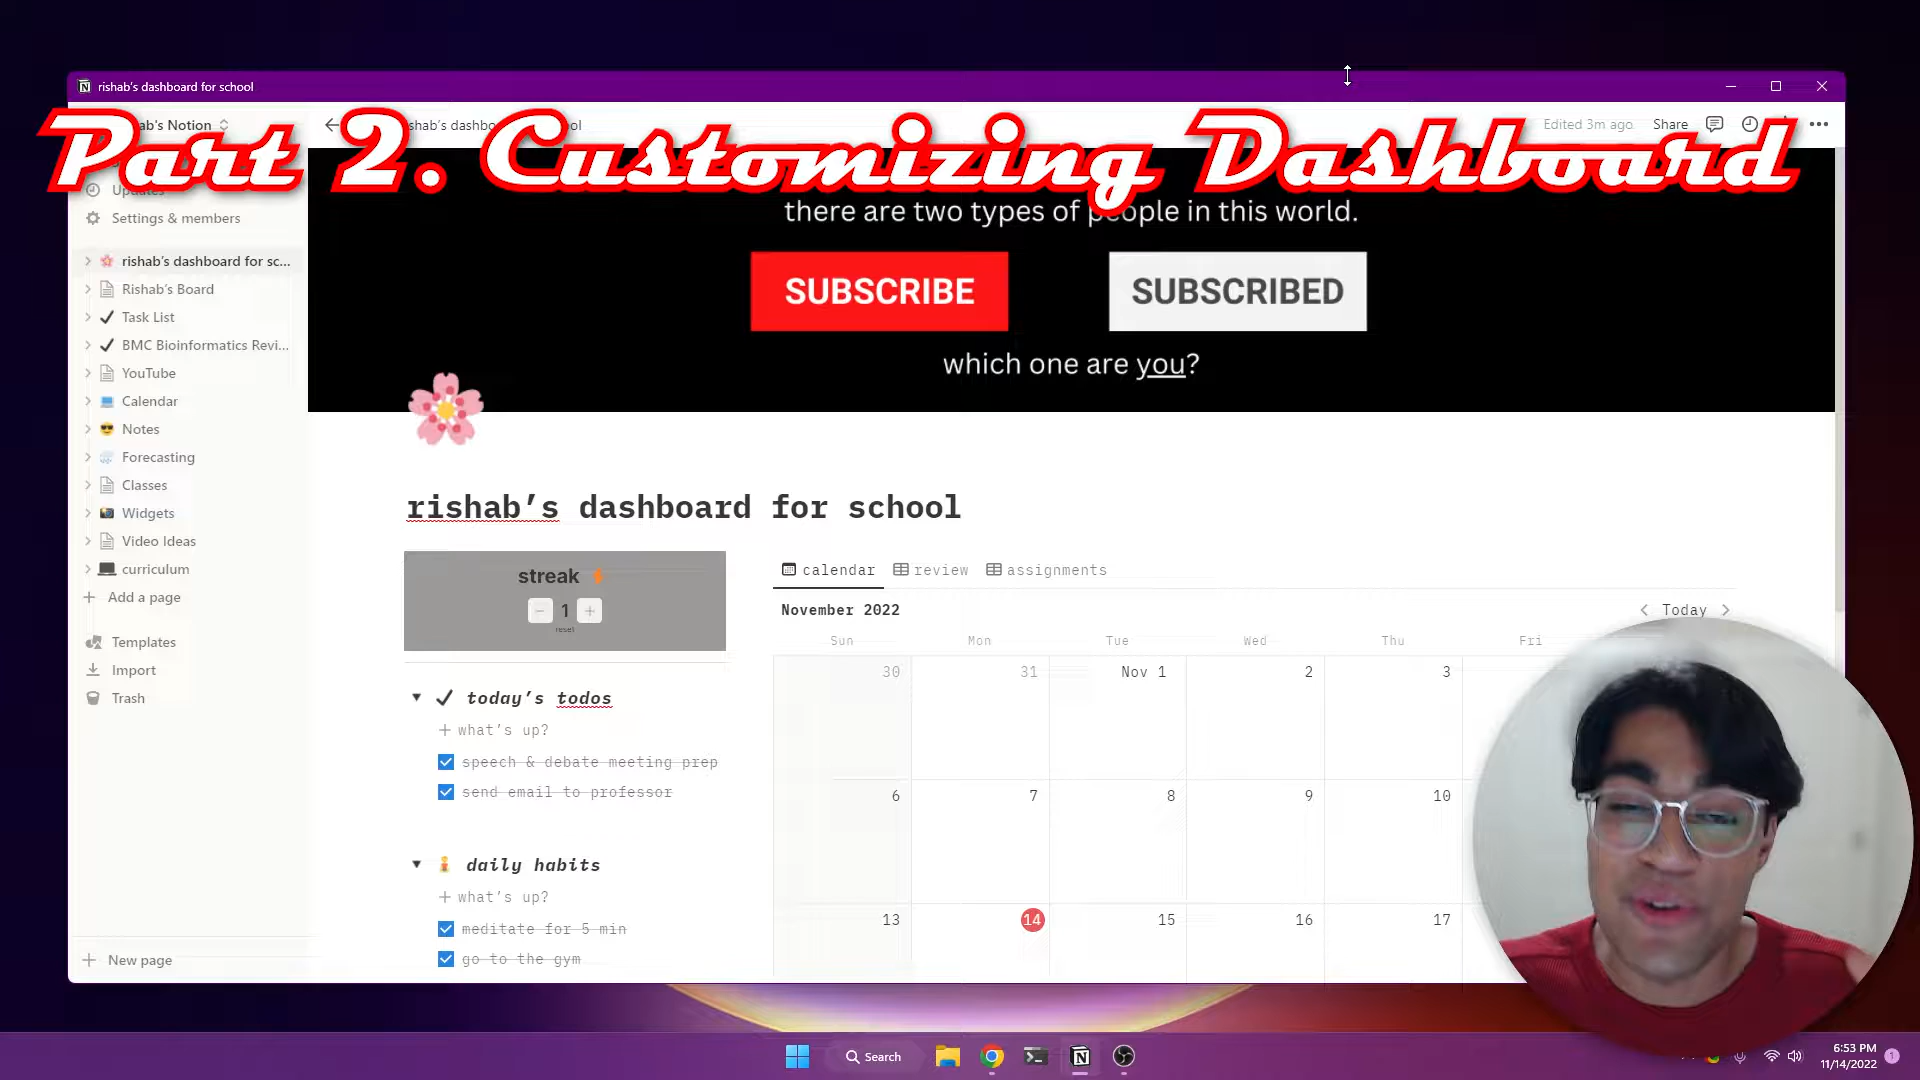 rishab's dashboard for school
Part 2. Customizing Dashboard
ab's Notion
Edited 3m ago
Share
Updates
Settings & members
rishab's dashboard for sc...
Rishab's Board
Task List
BMC Bioinformatics Revi...
YouTube
Calendar
Notes
Forecasting
Classes
Widgets
Video Ideas
curriculum
Add a page
Templates
Import
Trash
New page
there are two types of people in this world.
SUBSCRIBE
SUBSCRIBED
which one are you?
rishab's dashboard for school
streak
1
reset
today's todos
what's up?
speech & debate meeting prep
send email to professor
daily habits
what's up?
meditate for 5 min
go to the gym
calendar review assignments
November 2022
Today
Sun Mon Tue Wed Thu Fri
30 31 Nov 1 2 3
6 7 8 9 10
13 14 15 16 17
Search
6:53 PM
11/14/2022
1